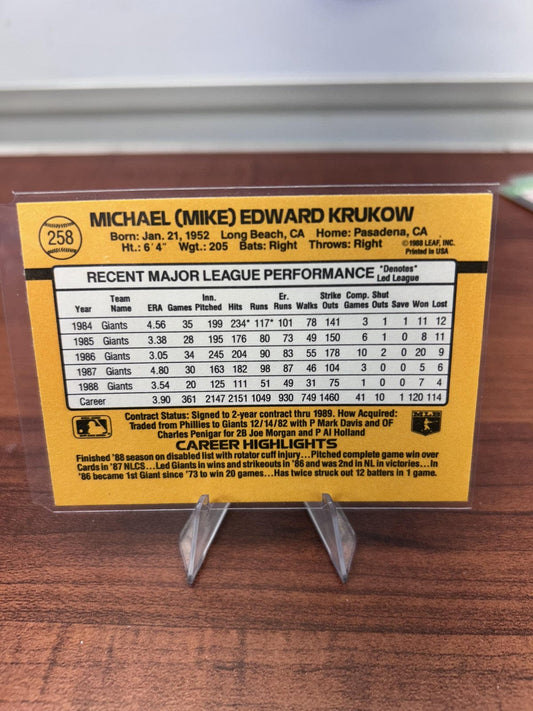 258
MICHAEL (MIKE) EDWARD KRUKOW
Born: Jan. 21, 1952 Long Beach, CA Home: Pasadena, CA
Ht.: 6'4" Wgt.: 205 Bats: Right Throws: Right
©1988 LEAF, INC.
Printed in USA
RECENT MAJOR LEAGUE PERFORMANCE *Denotes* Led League
Year Team Name ERA Games Inn. Pitched Hits Runs Er. Runs Walks Strike Outs Comp. Games Shut Outs Save Won Lost
1984 Giants 4.56 35 199 234* 117* 101 78 141 3 1 1 11 12
1985 Giants 3.38 28 195 176 80 73 49 150 6 1 0 8 11
1986 Giants 3.05 34 245 204 90 83 55 178 10 2 0 20 9
1987 Giants 4.80 30 163 182 98 87 46 104 3 0 0 5 6
1988 Giants 3.54 20 125 111 51 49 31 75 1 0 0 7 4
Career 3.90 361 2147 2151 1049 930 749 1460 41 10 1 120 114
Contract Status: Signed to 2-year contract thru 1989. How Acquired:
Traded from Phillies to Giants 12/14/82 with P Mark Davis and OF
Charles Penigar for 2B Joe Morgan and P Al Holland
MLB
CAREER HIGHLIGHTS
Finished '88 season on disabled list with rotator cuff injury...Pitched complete game win over
Cards in '87 NLCS...Led Giants in wins and strikeouts in '86 and was 2nd in NL in victories...In
'86 became 1st Giant since '73 to win 20 games...Has twice struck out 12 batters in 1 game.